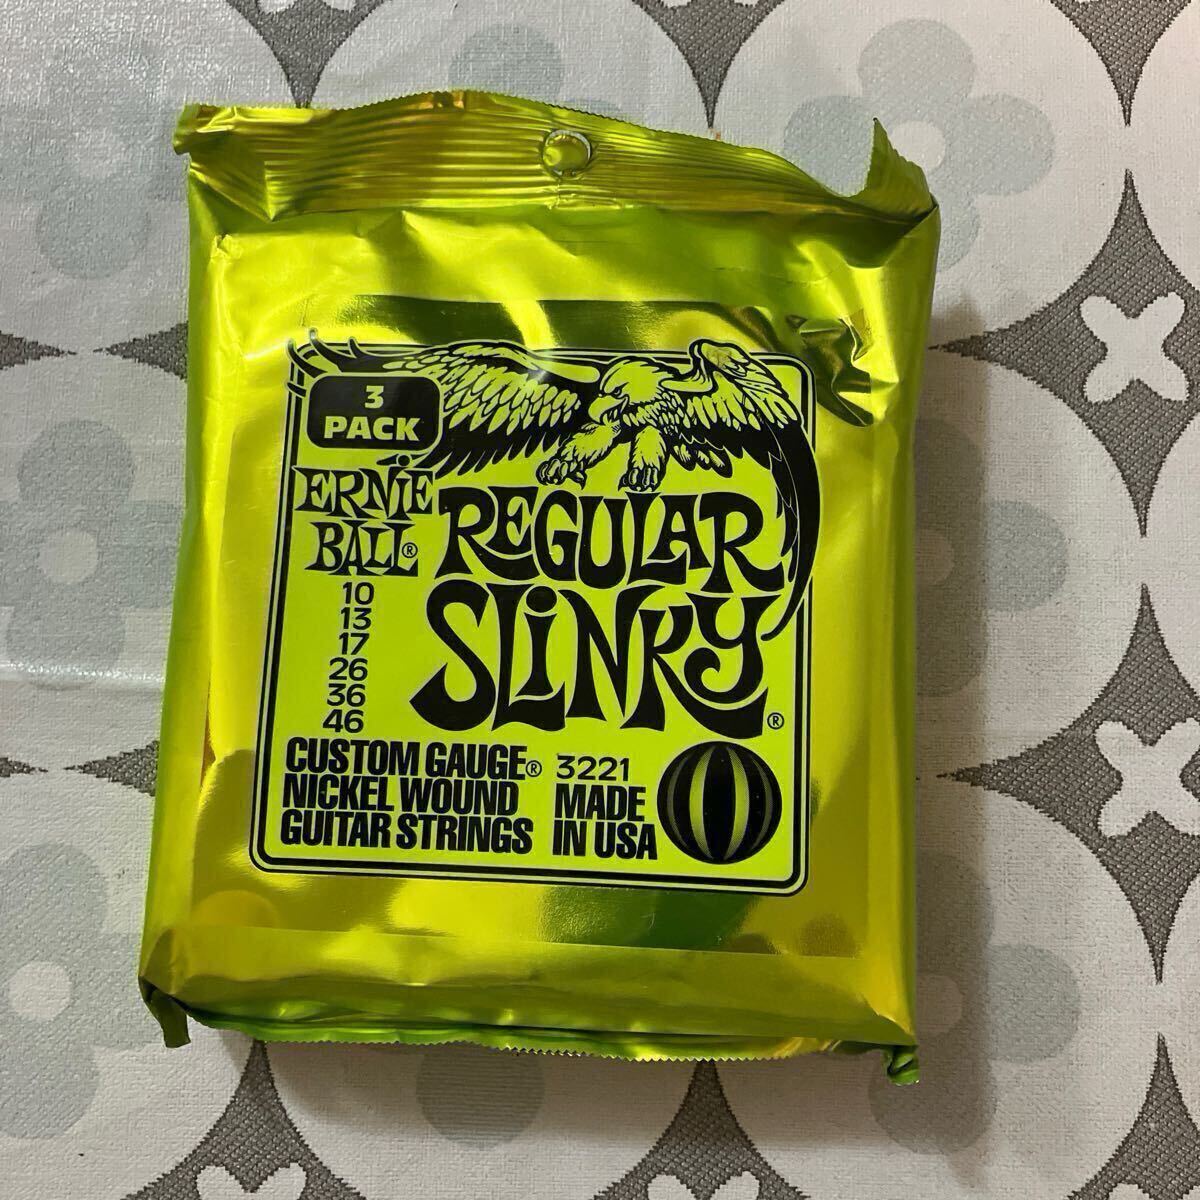 3
PACK
ERNiE
BALL®
REGULAR
SLiNKY®
10
13
17
26
36
46
CUSTOM GAUGE®
NICKEL WOUND
GUITAR STRINGS
3221
MADE
IN USA